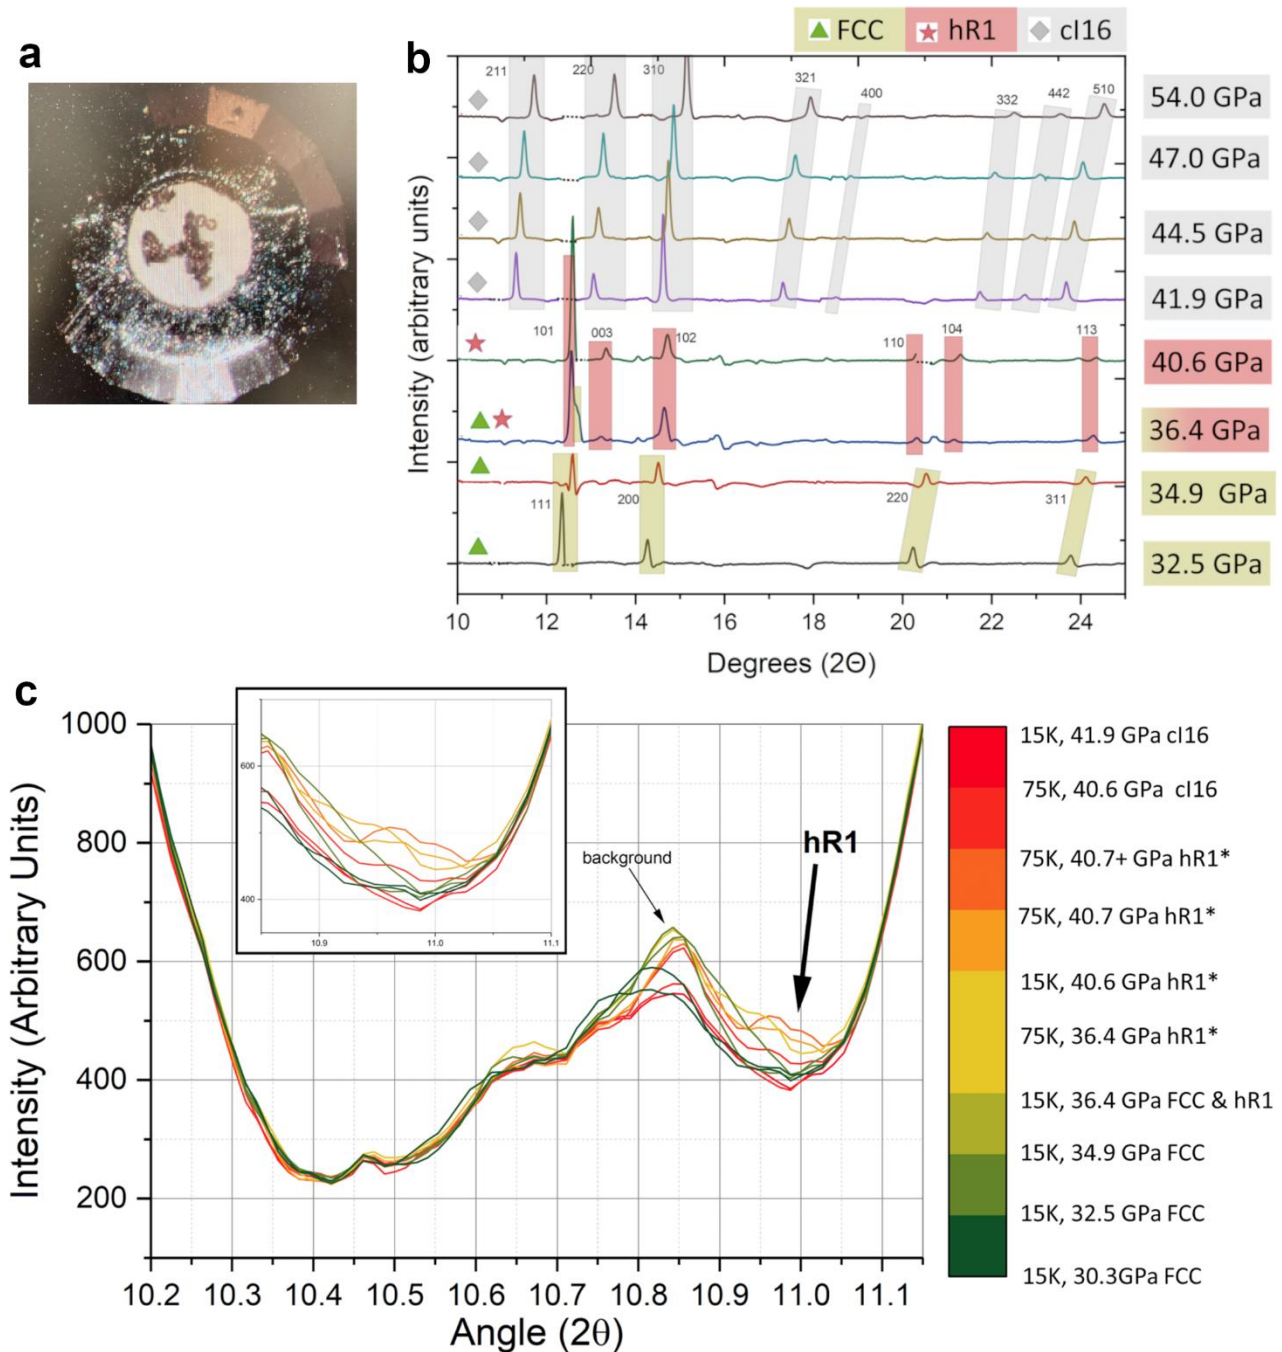 a
b
FCC hR1 cI16
211 220 310 321 400 332 442 510
54.0 GPa
47.0 GPa
44.5 GPa
41.9 GPa
101 003 102 110 104 113
40.6 GPa
36.4 GPa
34.9 GPa
111 200 220 311
32.5 GPa
Intensity (arbitrary units)
10 12 14 16 18 20 22 24
Degrees (2Θ)
c
1000
800
600
400
200
Intensity (Arbitrary Units)
600
400
10.9 11.0 11.1
background
hR1
10.2 10.3 10.4 10.5 10.6 10.7 10.8 10.9 11.0 11.1
Angle (2θ)
15K, 41.9 GPa cI16
75K, 40.6 GPa cI16
75K, 40.7+ GPa hR1*
75K, 40.7 GPa hR1*
15K, 40.6 GPa hR1*
75K, 36.4 GPa hR1*
15K, 36.4 GPa FCC & hR1
15K, 34.9 GPa FCC
15K, 32.5 GPa FCC
15K, 30.3GPa FCC